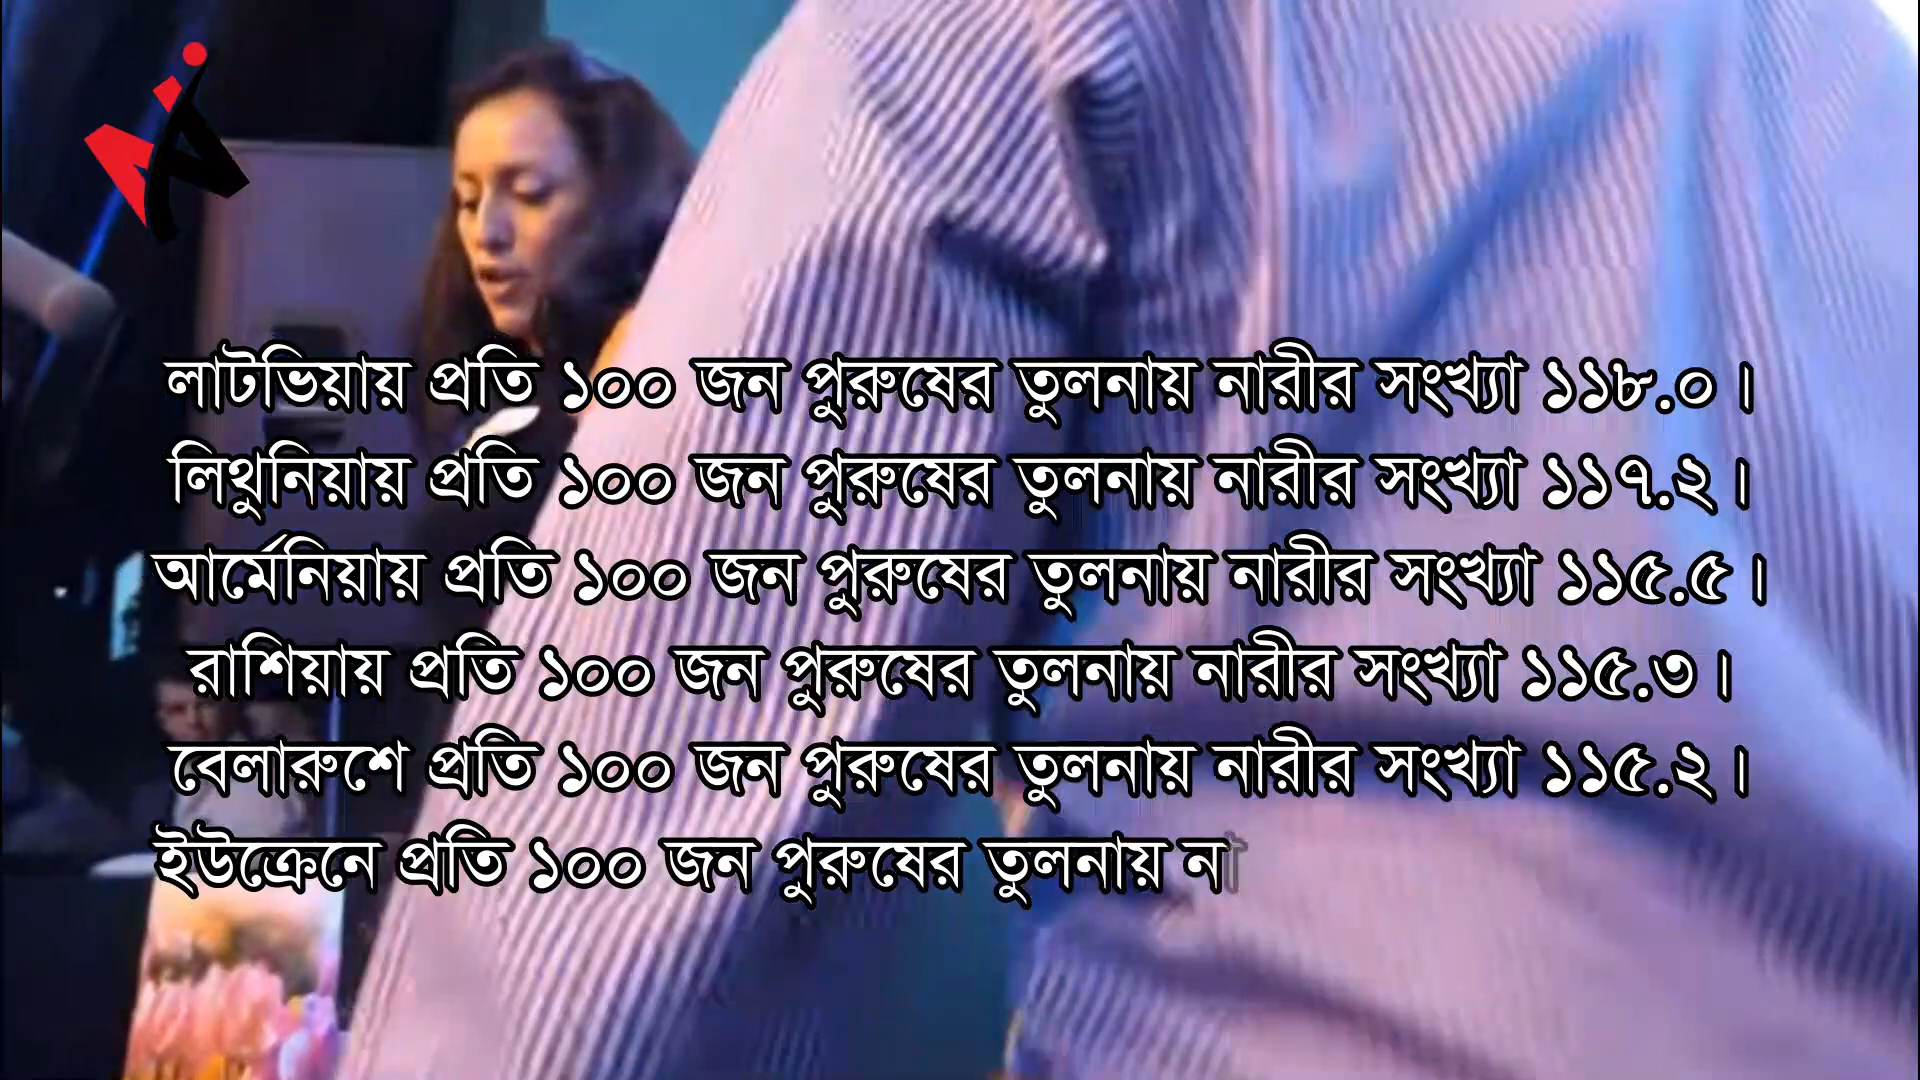 লাটভিয়ায় প্রতি ১০০ জন পুরুষের তুলনায় নারীর সংখ্যা ১১৮.০।
লিথুনিয়ায় প্রতি ১০০ জন পুরুষের তুলনায় নারীর সংখ্যা ১১৭.২।
আর্মেনিয়ায় প্রতি ১০০ জন পুরুষের তুলনায় নারীর সংখ্যা ১১৫.৫।
রাশিয়ায় প্রতি ১০০ জন পুরুষের তুলনায় নারীর সংখ্যা ১১৫.৩।
বেলারুশে প্রতি ১০০ জন পুরুষের তুলনায় নারীর সংখ্যা ১১৫.২।
ইউক্রেনে প্রতি ১০০ জন পুরুষের তুলনায় না